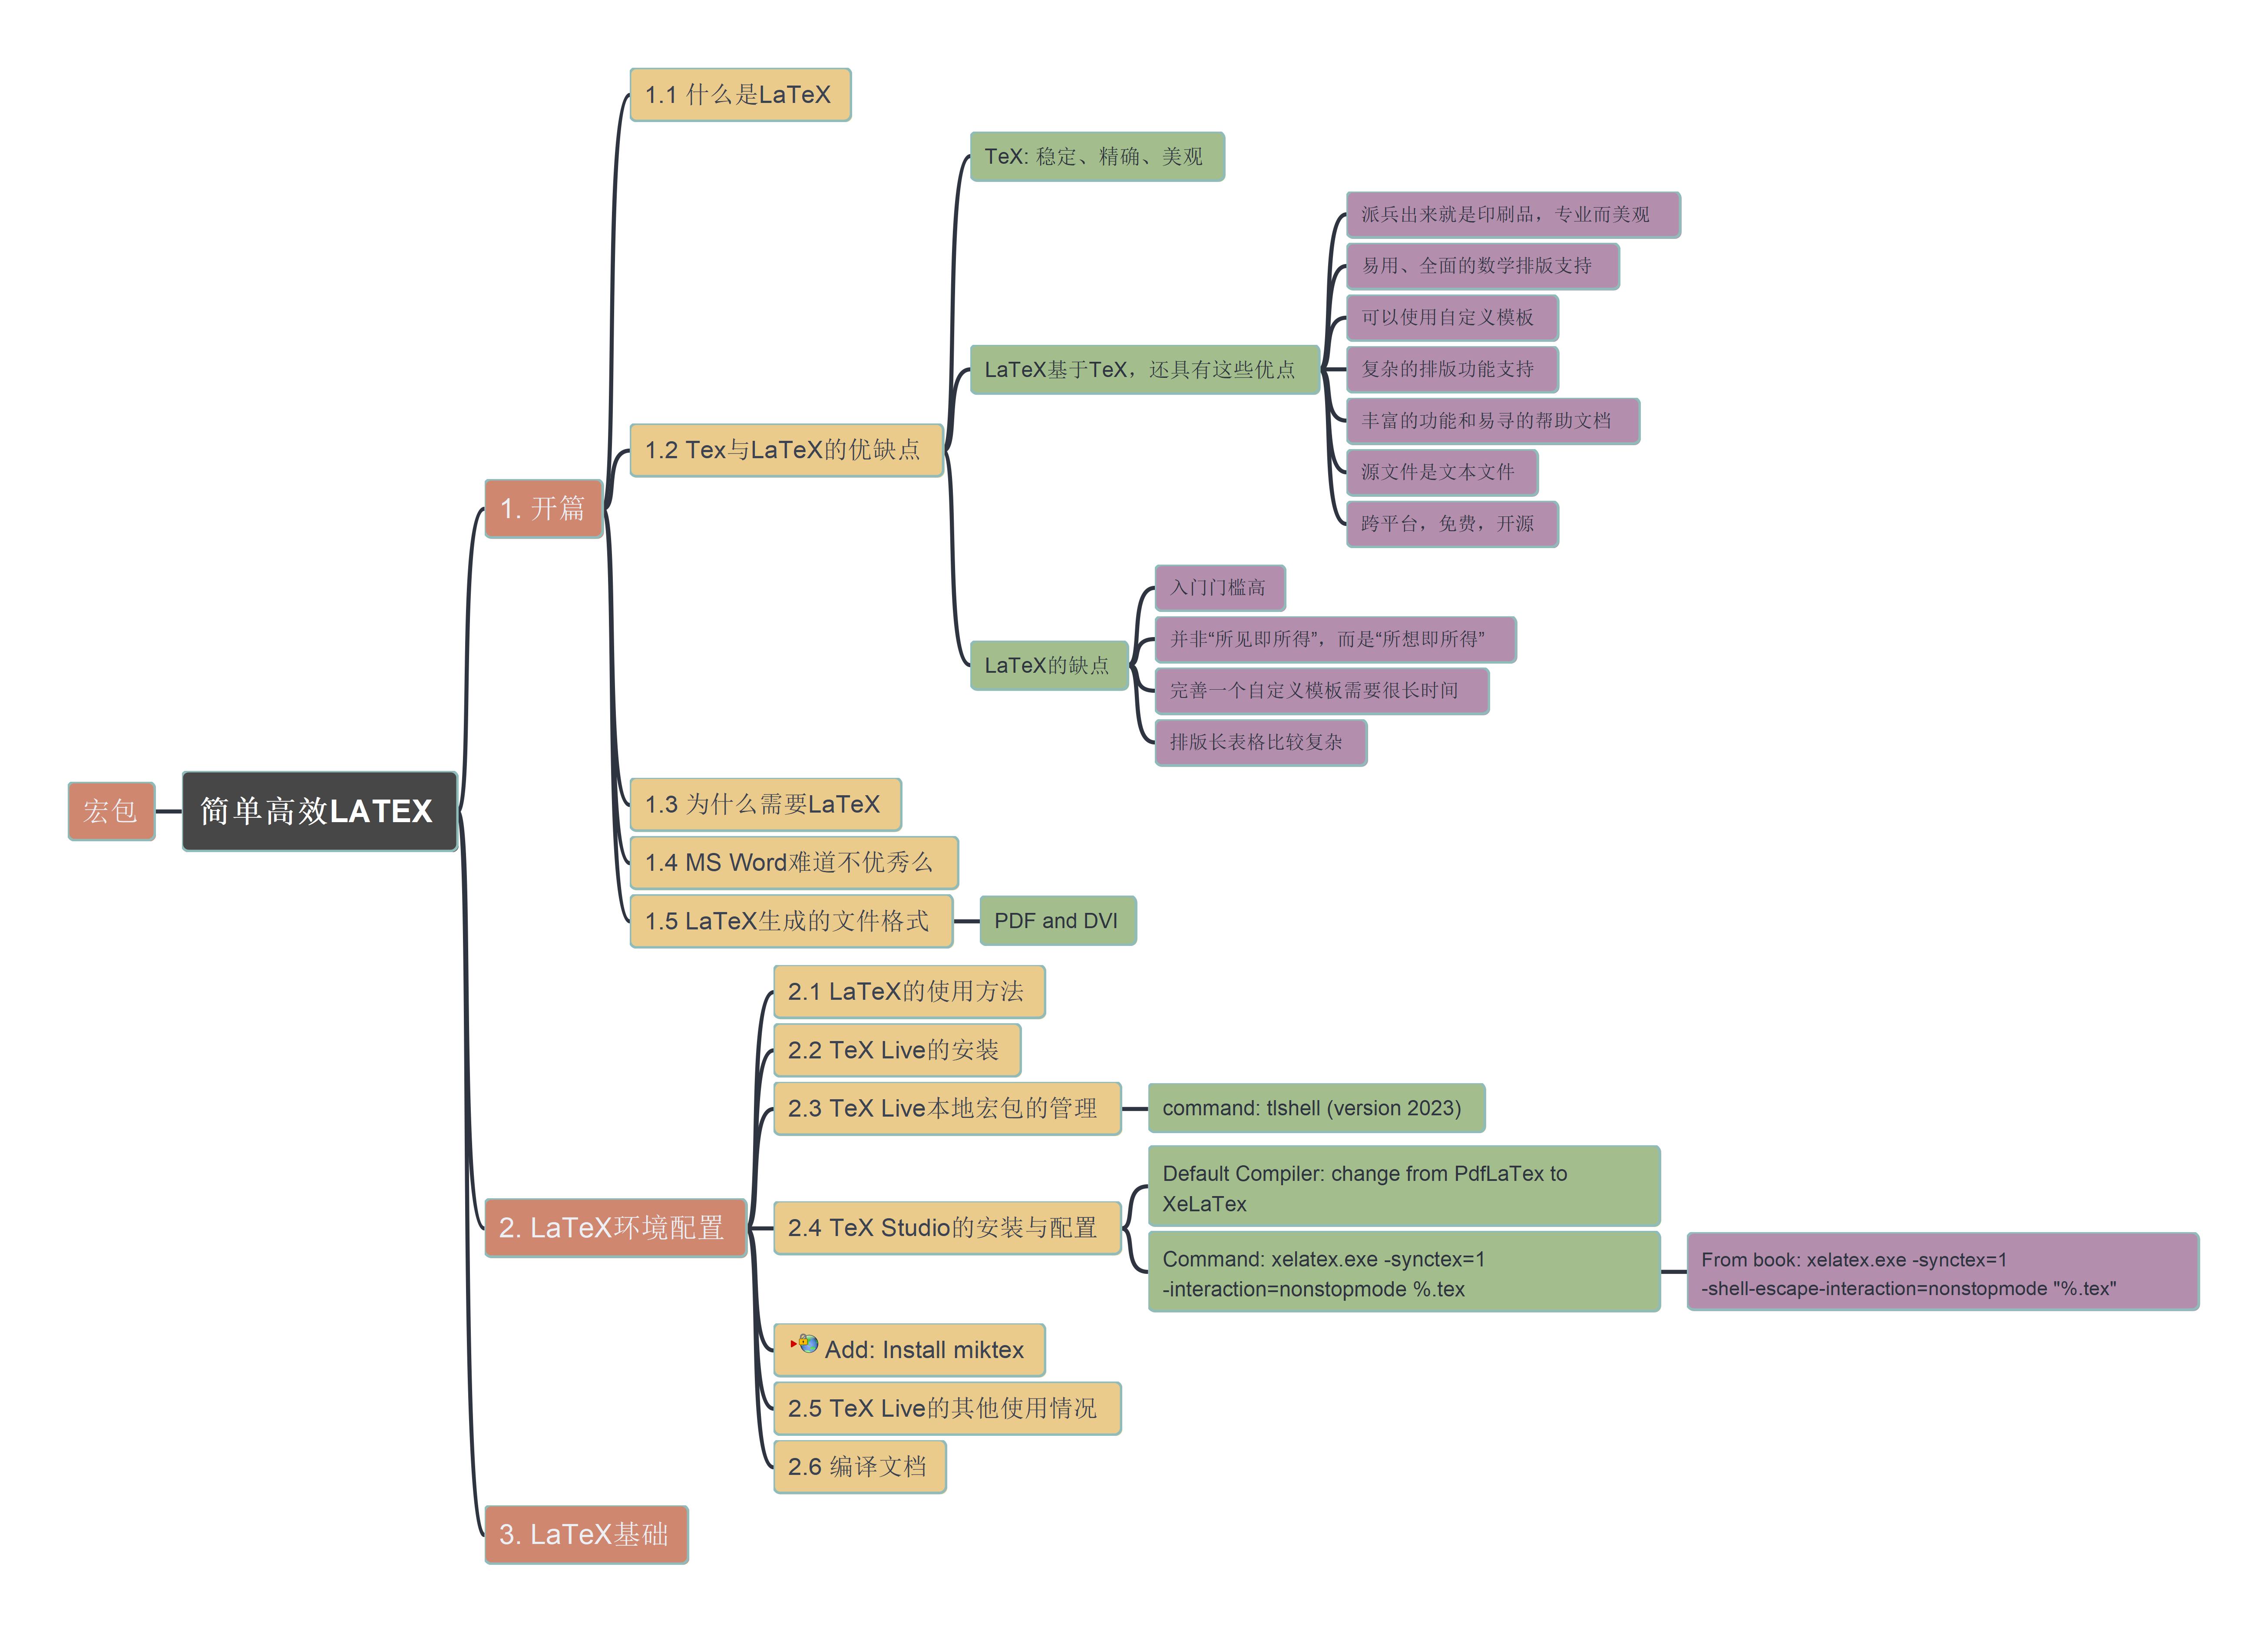 宏包
简单高效LATEX
1. 开篇
1.1 什么是LaTeX
1.2 Tex与LaTeX的优缺点
TeX: 稳定、精确、美观
LaTeX基于TeX，还具有这些优点
派兵出来就是印刷品，专业而美观
易用、全面的数学排版支持
可以使用自定义模板
复杂的排版功能支持
丰富的功能和易寻的帮助文档
源文件是文本文件
跨平台，免费，开源
LaTeX的缺点
入门门槛高
并非“所见即所得”，而是“所想即所得”
完善一个自定义模板需要很长时间
排版长表格比较复杂
1.3 为什么需要LaTeX
1.4 MS Word难道不优秀么
1.5 LaTeX生成的文件格式
PDF and DVI
2. LaTeX环境配置
2.1 LaTeX的使用方法
2.2 TeX Live的安装
2.3 TeX Live本地宏包的管理
command: tlshell (version 2023)
2.4 TeX Studio的安装与配置
Default Compiler: change from PdfLaTex to
XeLaTex
Command: xelatex.exe -synctex=1
-interaction=nonstopmode %.tex
From book: xelatex.exe -synctex=1
-shell-escape-interaction=nonstopmode "%.tex"
Add: Install miktex
2.5 TeX Live的其他使用情况
2.6 编译文档
3. LaTeX基础